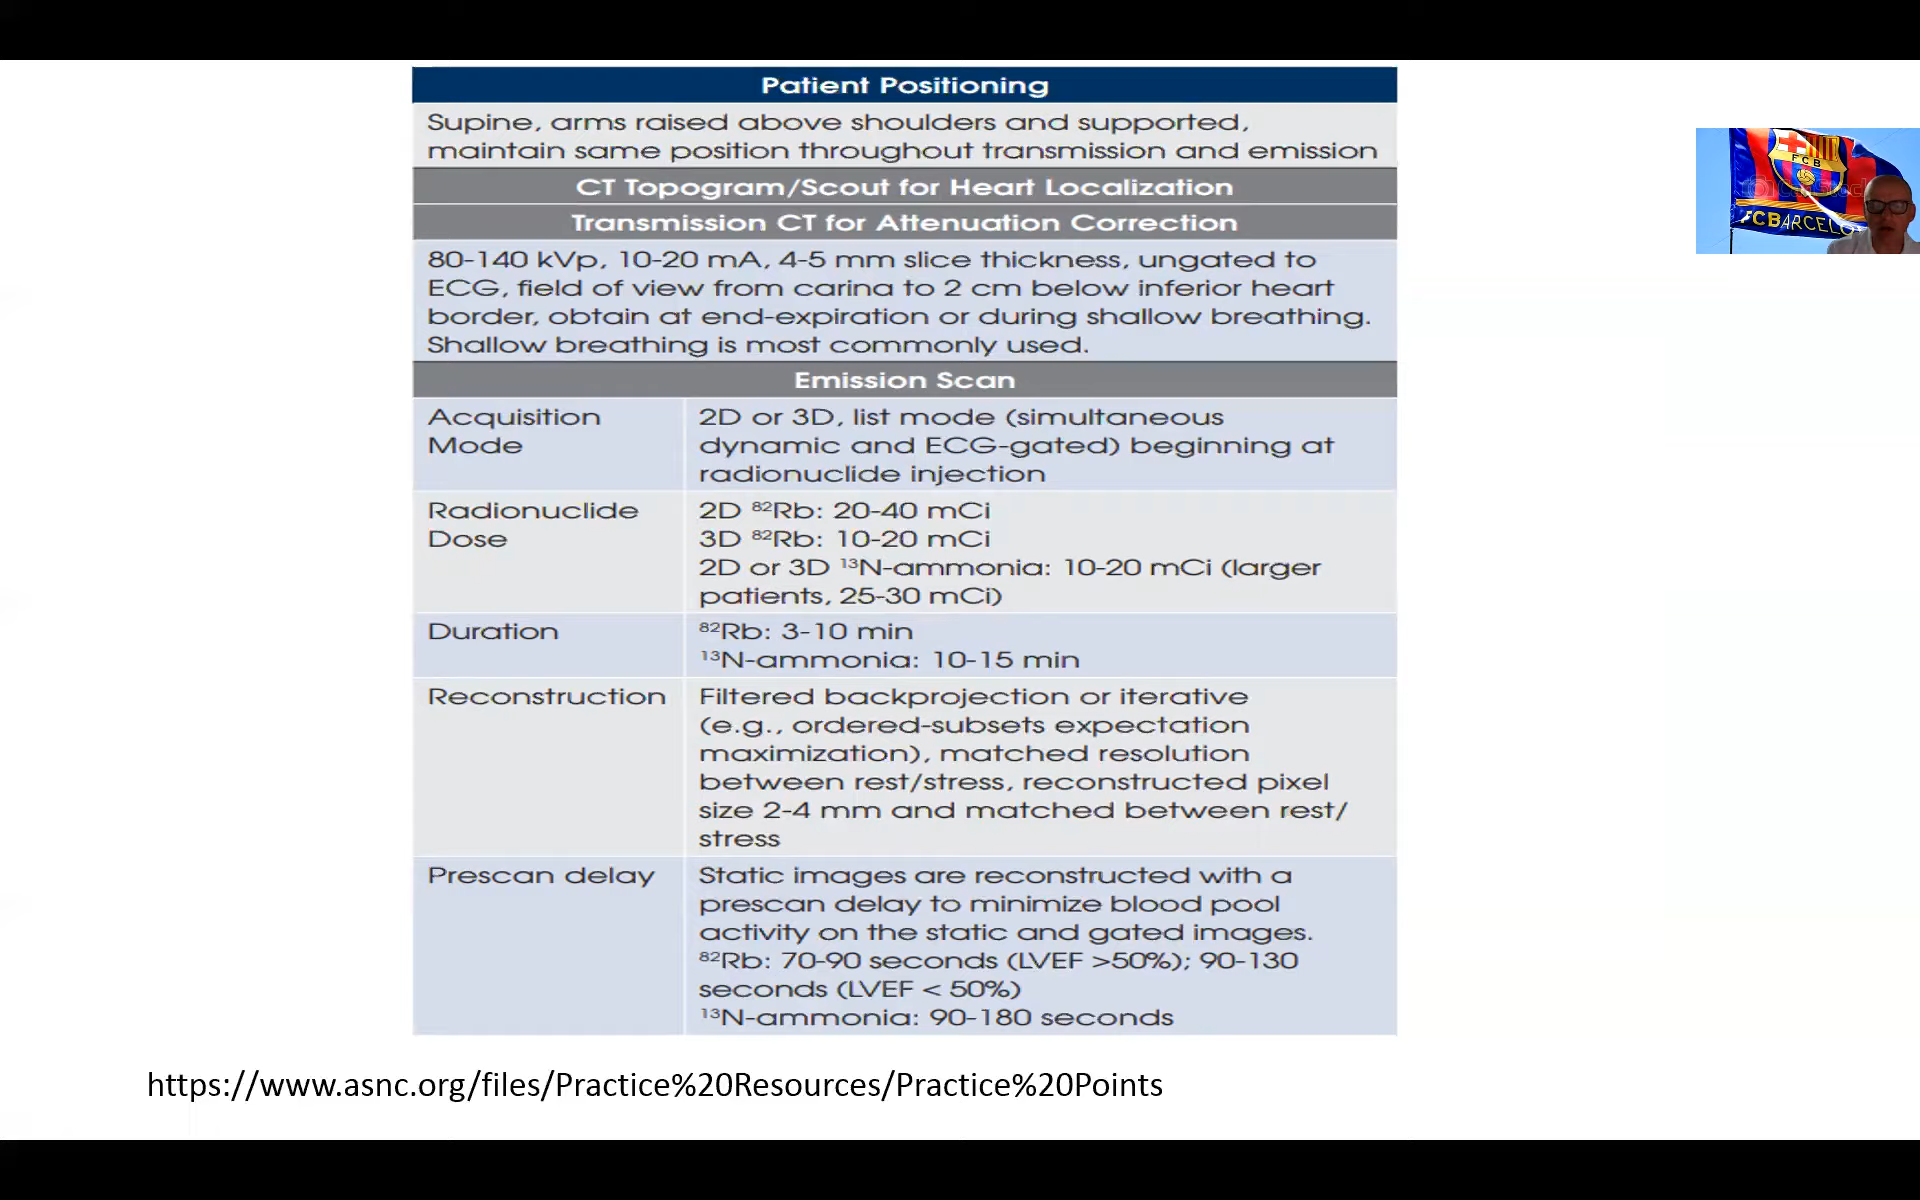 Patient Positioning
Supine, arms raised above shoulders and supported,
maintain same position throughout transmission and emission
CT Topogram/Scout for Heart Localization
Transmission CT for Attenuation Correction
80-140 kVp, 10-20 mA, 4-5 mm slice thickness, ungated to
ECG, field of view from carina to 2 cm below inferior heart
border, obtain at end-expiration or during shallow breathing.
Shallow breathing is most commonly used.
Emission Scan
Acquisition
Mode
2D or 3D, list mode (simultaneous
dynamic and ECG-gated) beginning at
radionuclide injection
Radionuclide
Dose
2D ⁸²Rb: 20-40 mCi
3D ⁸²Rb: 10-20 mCi
2D or 3D ¹³N-ammonia: 10-20 mCi (larger
patients, 25-30 mCi)
Duration
⁸²Rb: 3-10 min
¹³N-ammonia: 10-15 min
Reconstruction
Filtered backprojection or iterative
(e.g., ordered-subsets expectation
maximization), matched resolution
between rest/stress, reconstructed pixel
size 2-4 mm and matched between rest/
stress
Prescan delay
Static images are reconstructed with a
prescan delay to minimize blood pool
activity on the static and gated images.
⁸²Rb: 70-90 seconds (LVEF >50%); 90-130
seconds (LVEF < 50%)
¹³N-ammonia: 90-180 seconds
https://www.asnc.org/files/Practice%20Resources/Practice%20Points
FCB